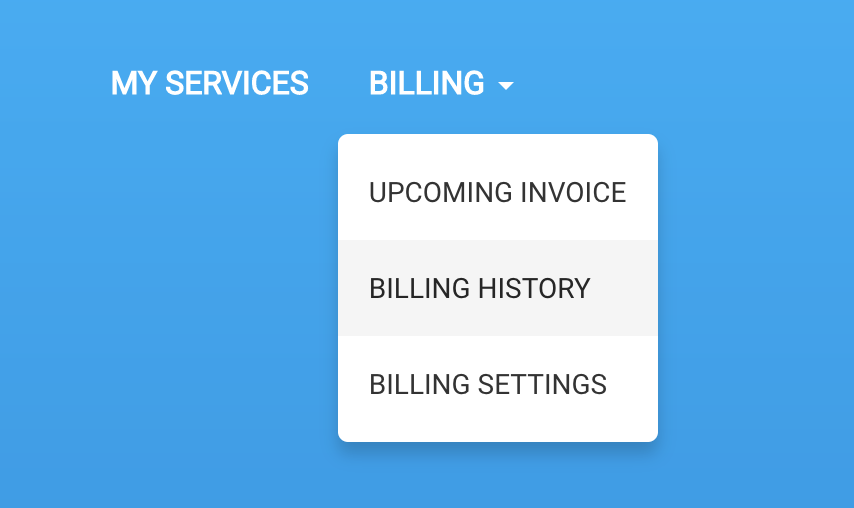 MY SERVICES BILLING
UPCOMING INVOICE
BILLING HISTORY
BILLING SETTINGS